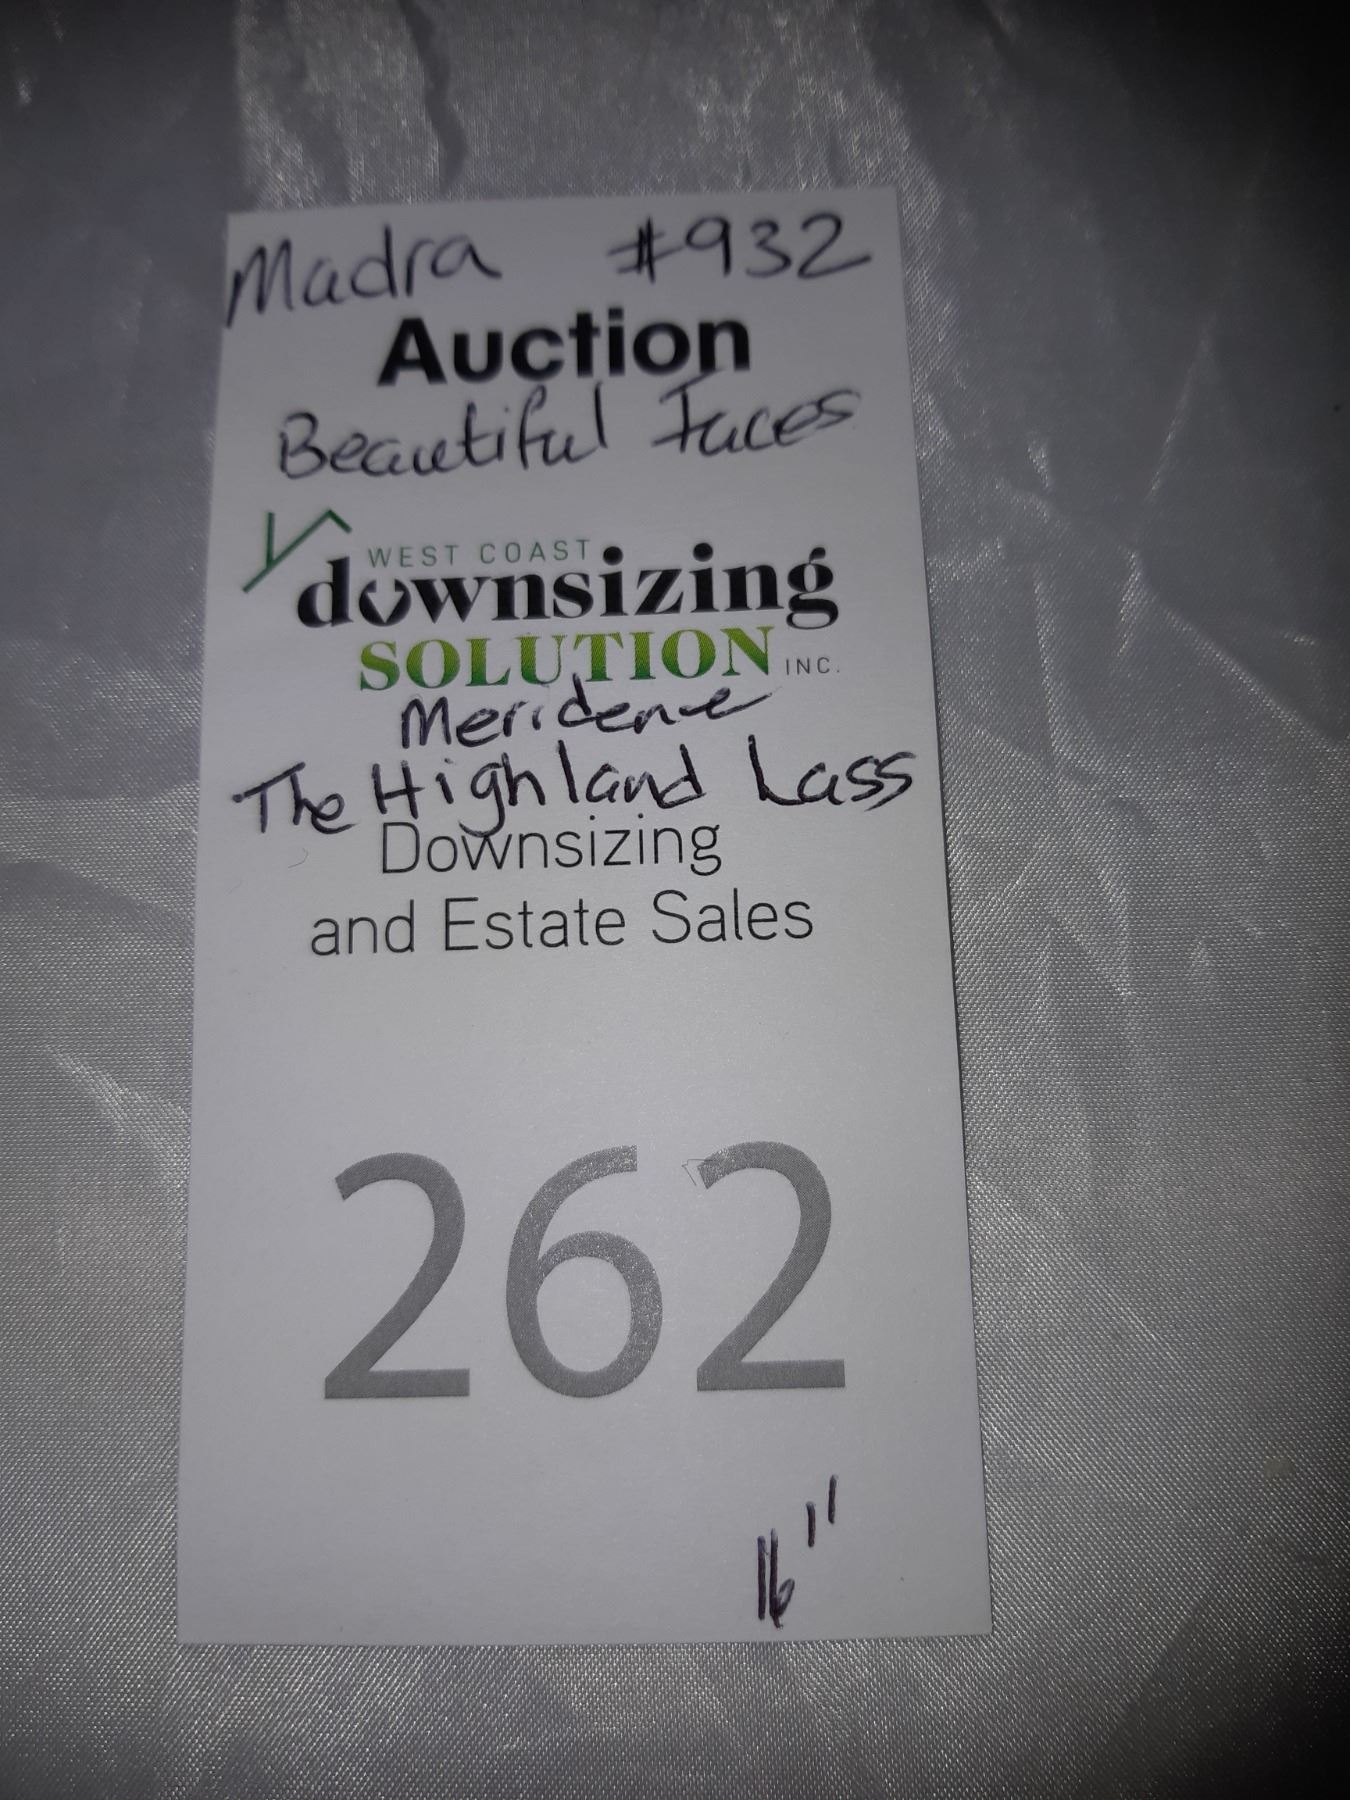 Madra #932
Auction
Beautiful Faces
WEST COAST
downsizing
SOLUTION INC.
Meridene
The Highland Lass
Downsizing
and Estate Sales
262
16"